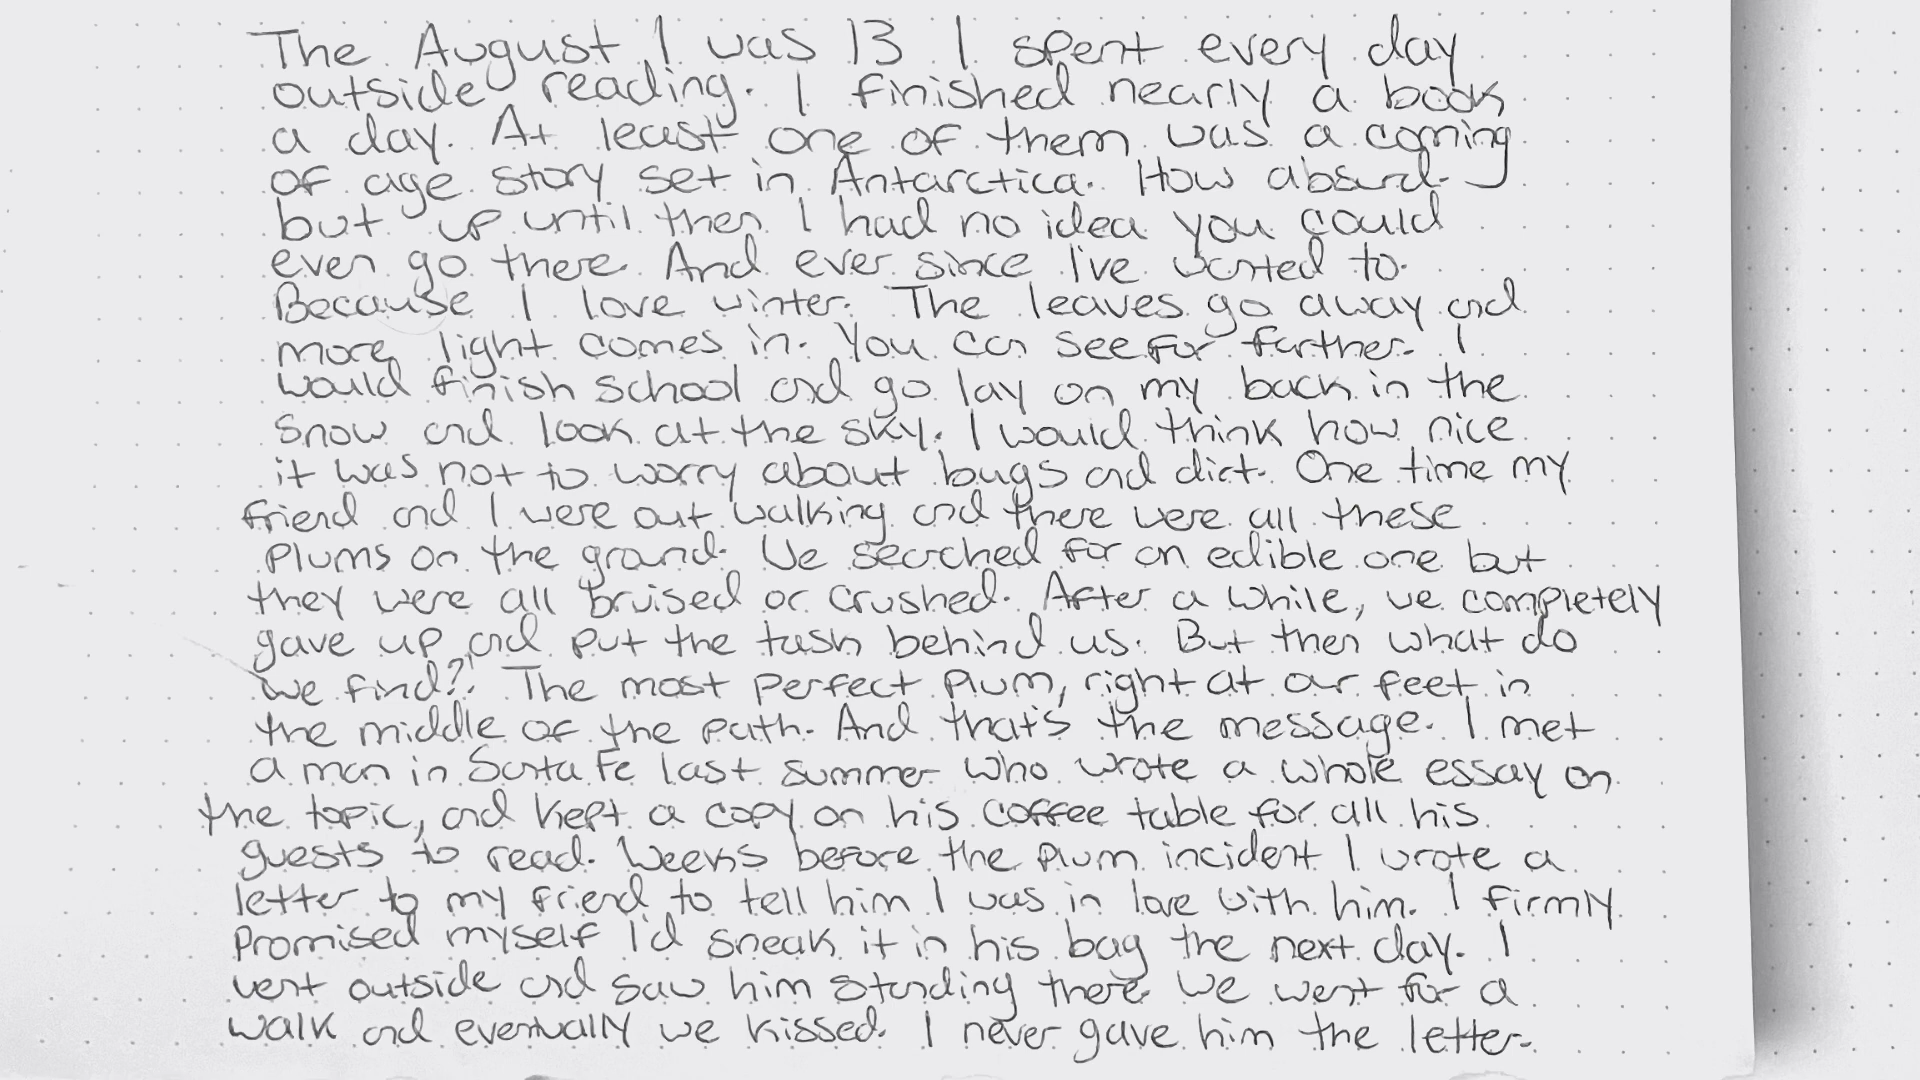 The August I was 13 I spent every day
outside reading. I finished nearly a book
a day. At least one of them was a coming
of age story set in Antarctica. How absurd.
but up until then I had no idea you could
even go there. And ever since I've wanted to.
Because I love winter. The leaves go away and
more light comes in. You can see far farther. I
would finish school and go lay on my back in the
snow and look at the sky. I would think how nice
it was not to worry about bugs and dirt. One time my
friend and I were out walking and there were all these
plums on the ground. We searched for an edible one but
they were all bruised or crushed. After a while, we completely
gave up and put the task behind us. But then what do
we find?! The most perfect plum, right at our feet in
the middle of the path. And that's the message. I met
a man in Santa Fe last summer who wrote a whole essay on
the topic, and kept a copy on his coffee table for all his
guests to read. Weeks before the plum incident I wrote a
letter to my friend to tell him I was in love with him. I firmly
promised myself I'd sneak it in his bag the next day. I
went outside and saw him standing there. We went for a
walk and eventually we kissed. I never gave him the letter.